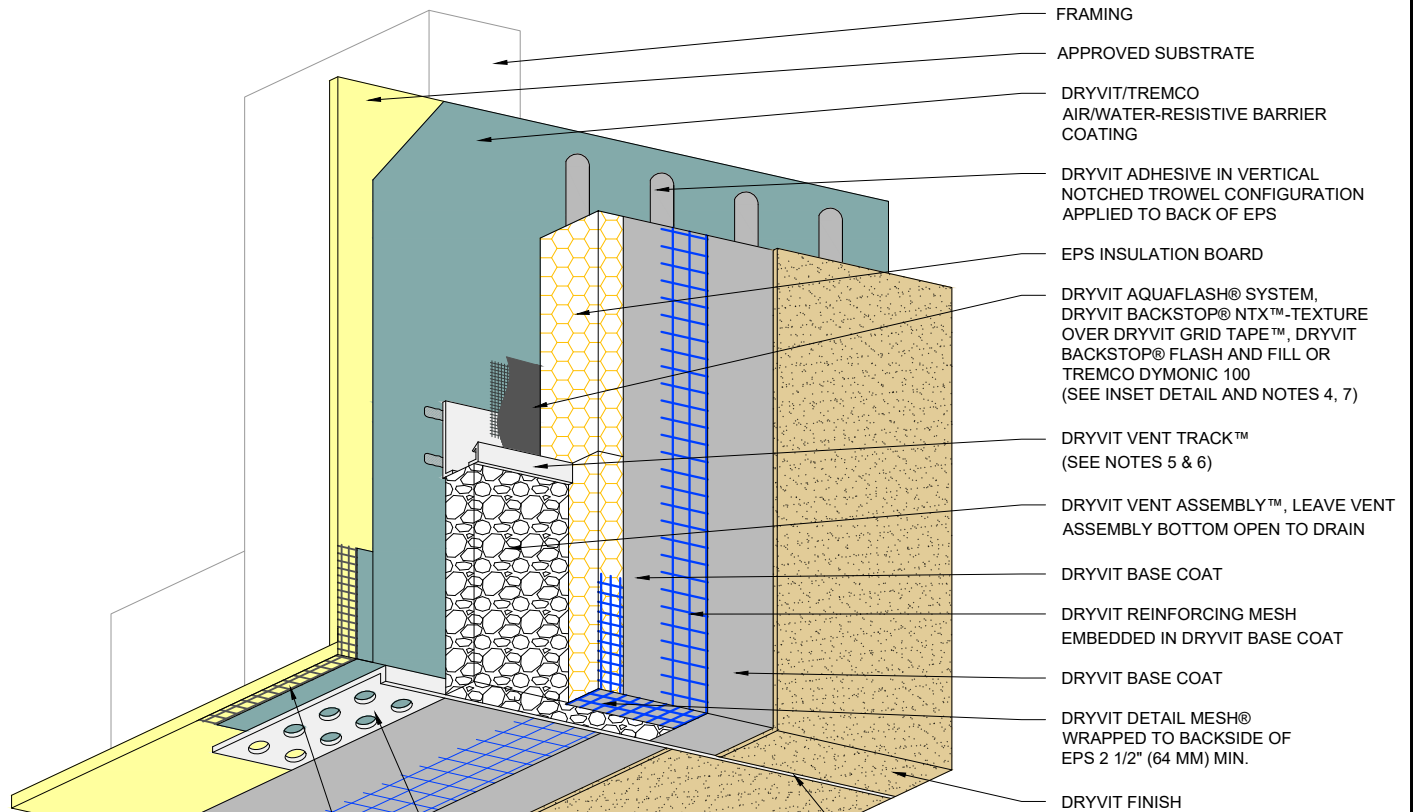 FRAMING
APPROVED SUBSTRATE
DRYVIT/TREMCO
AIR/WATER-RESISTIVE BARRIER
COATING
DRYVIT ADHESIVE IN VERTICAL
NOTCHED TROWEL CONFIGURATION
APPLIED TO BACK OF EPS
EPS INSULATION BOARD
DRYVIT AQUAFLASH® SYSTEM,
DRYVIT BACKSTOP® NTX™-TEXTURE
OVER DRYVIT GRID TAPE™, DRYVIT
BACKSTOP® FLASH AND FILL OR
TREMCO DYMONIC 100
(SEE INSET DETAIL AND NOTES 4, 7)
DRYVIT VENT TRACK™
(SEE NOTES 5 & 6)
DRYVIT VENT ASSEMBLY™, LEAVE VENT
ASSEMBLY BOTTOM OPEN TO DRAIN
DRYVIT BASE COAT
DRYVIT REINFORCING MESH
EMBEDDED IN DRYVIT BASE COAT
DRYVIT BASE COAT
DRYVIT DETAIL MESH®
WRAPPED TO BACKSIDE OF
EPS 2 1/2" (64 MM) MIN.
DRYVIT FINISH